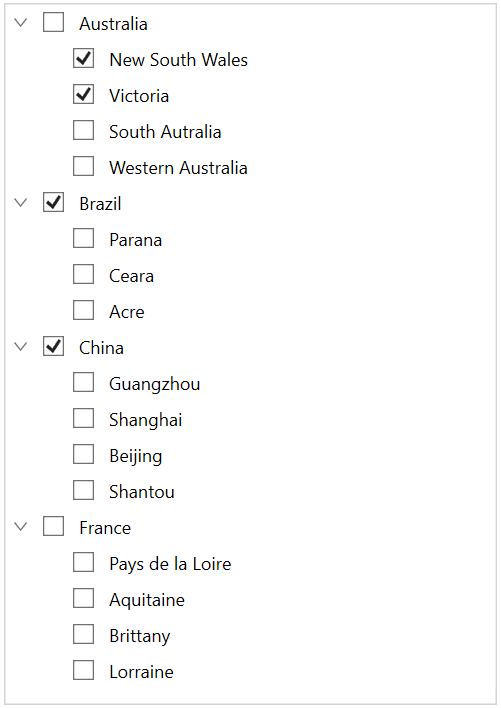 Australia
New South Wales
Victoria
South Autralia
Western Australia
Brazil
Parana
Ceara
Acre
China
Guangzhou
Shanghai
Beijing
Shantou
France
Pays de la Loire
Aquitaine
Brittany
Lorraine